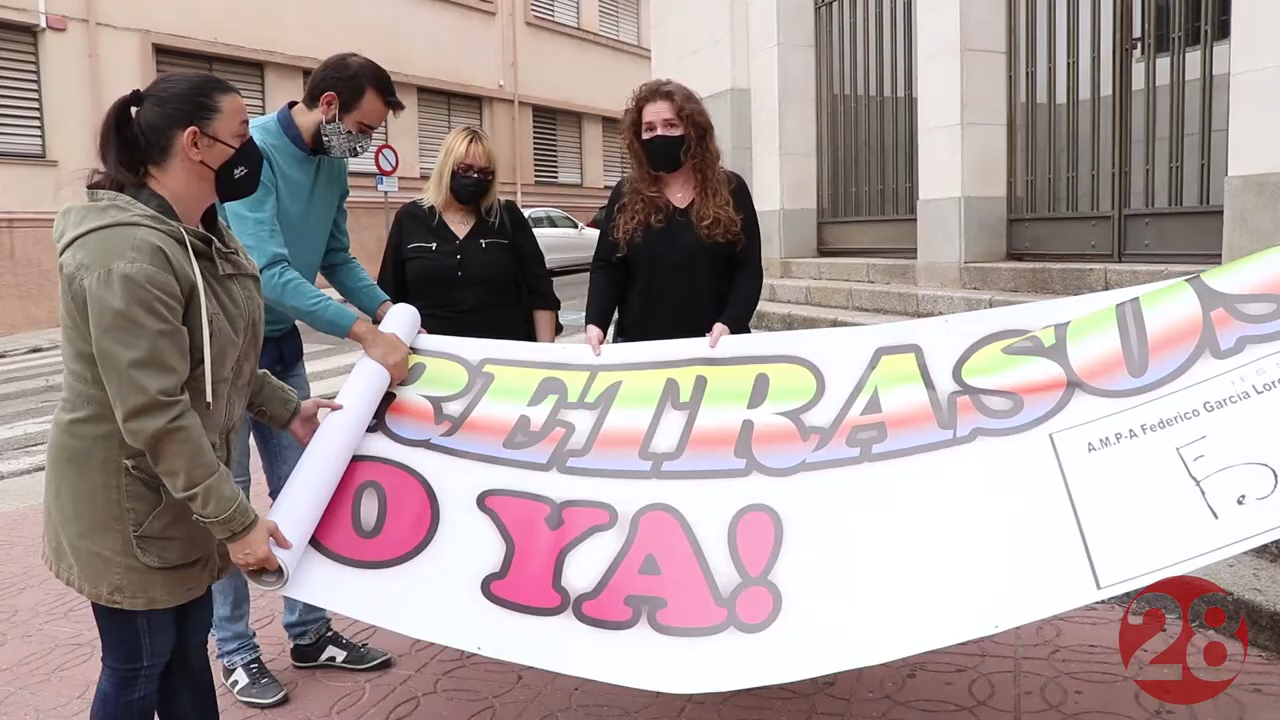 RETRASOS
O YA!
I E S
A.M.P-A Federico García Lor
F.
28